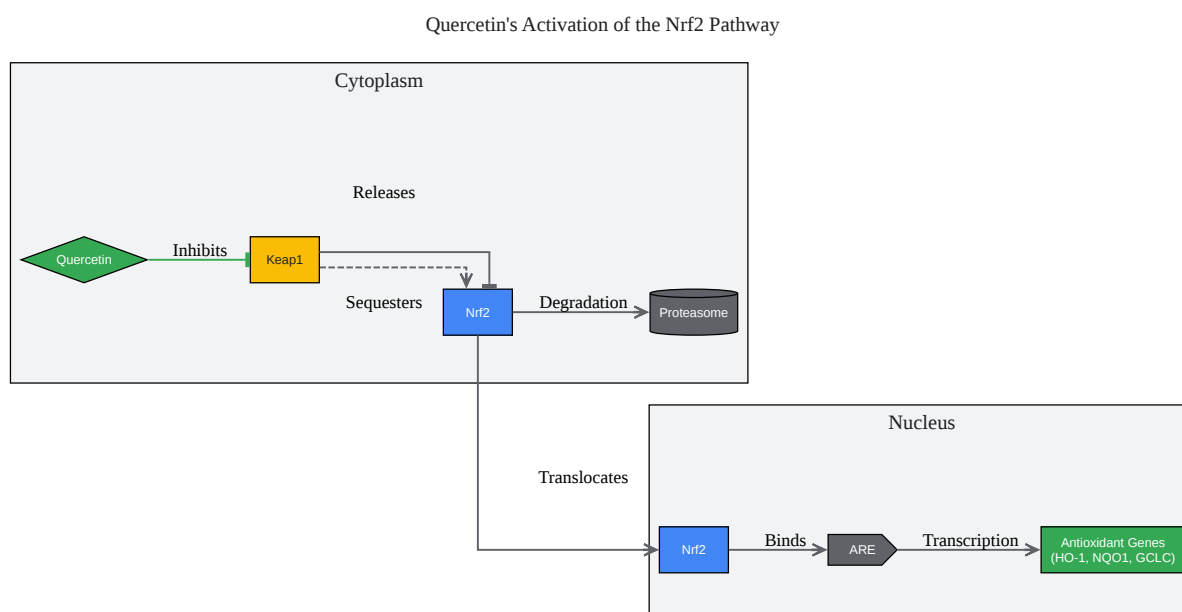 Quercetin's Activation of the Nrf2 Pathway
Cytoplasm
Releases
Quercetin
Inhibits
Keap1
Sequesters
Nrf2
Degradation
Proteasome
Nucleus
Translocates
Nrf2
Binds
ARE
Transcription
Antioxidant Genes
(HO-1, NQO1, GCLC)